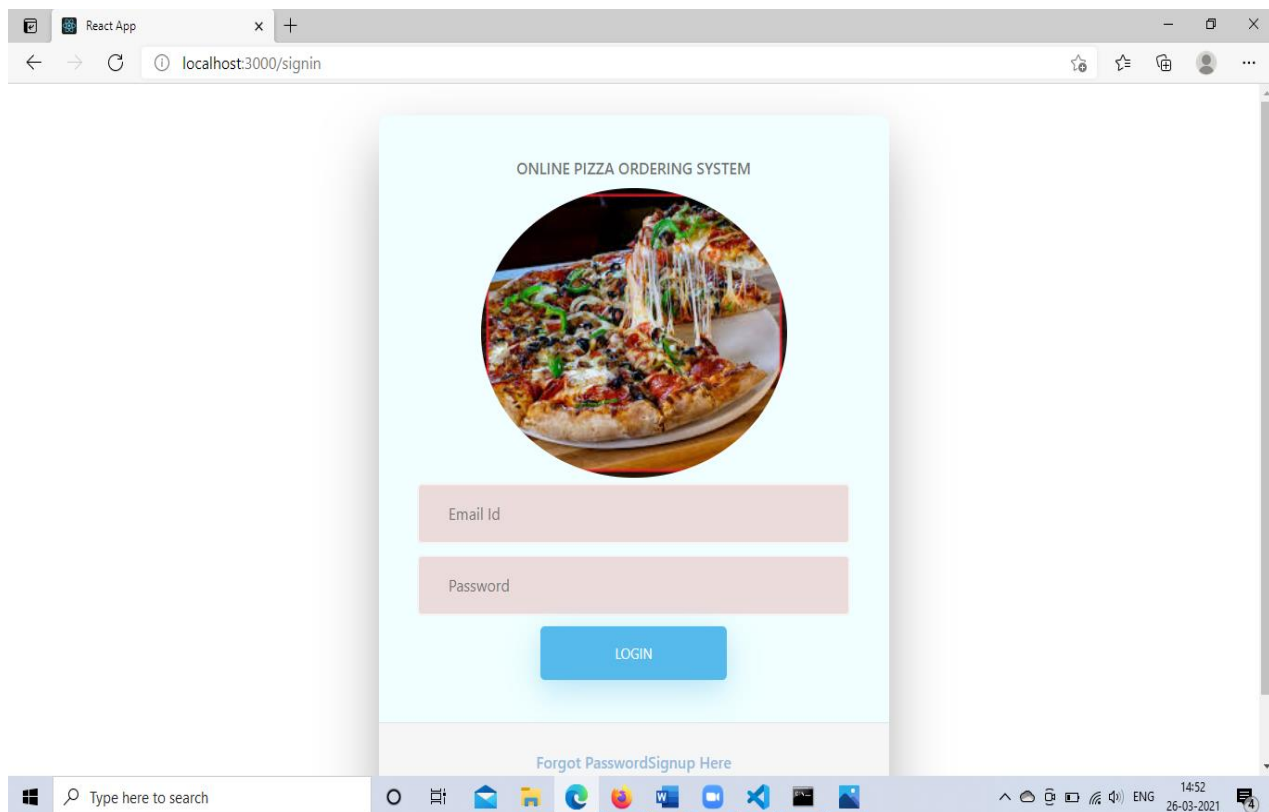 React App
localhost:3000/signin
ONLINE PIZZA ORDERING SYSTEM
Email Id
Password
LOGIN
Forgot PasswordSignup Here
Type here to search
ENG
14:52
26-03-2021
4